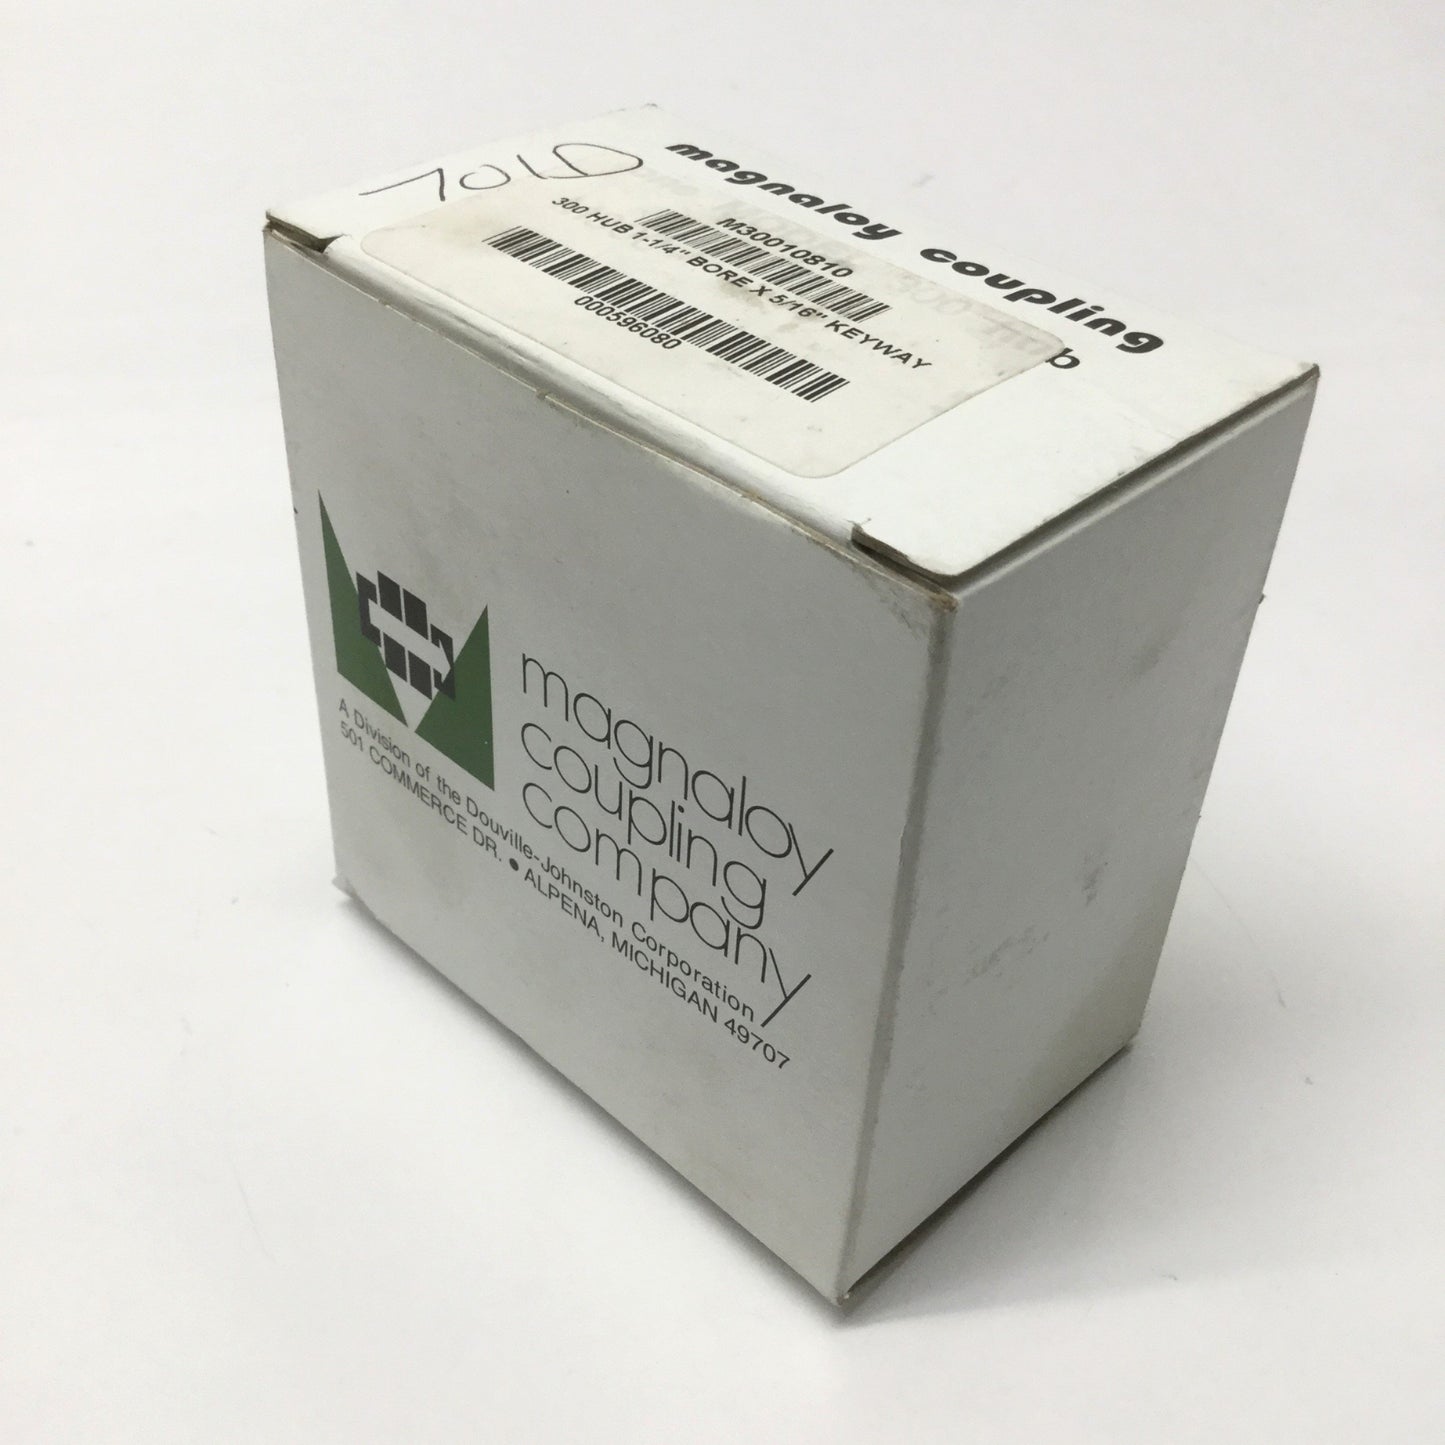 magnaloy coupling
M30010810
300 HUB 1-1/4" BORE X 5/16" KEYWAY
000596080
magnaloy
coupling
company
A Division of the Douville-Johnston Corporation
501 COMMERCE DR. • ALPENA, MICHIGAN 49707